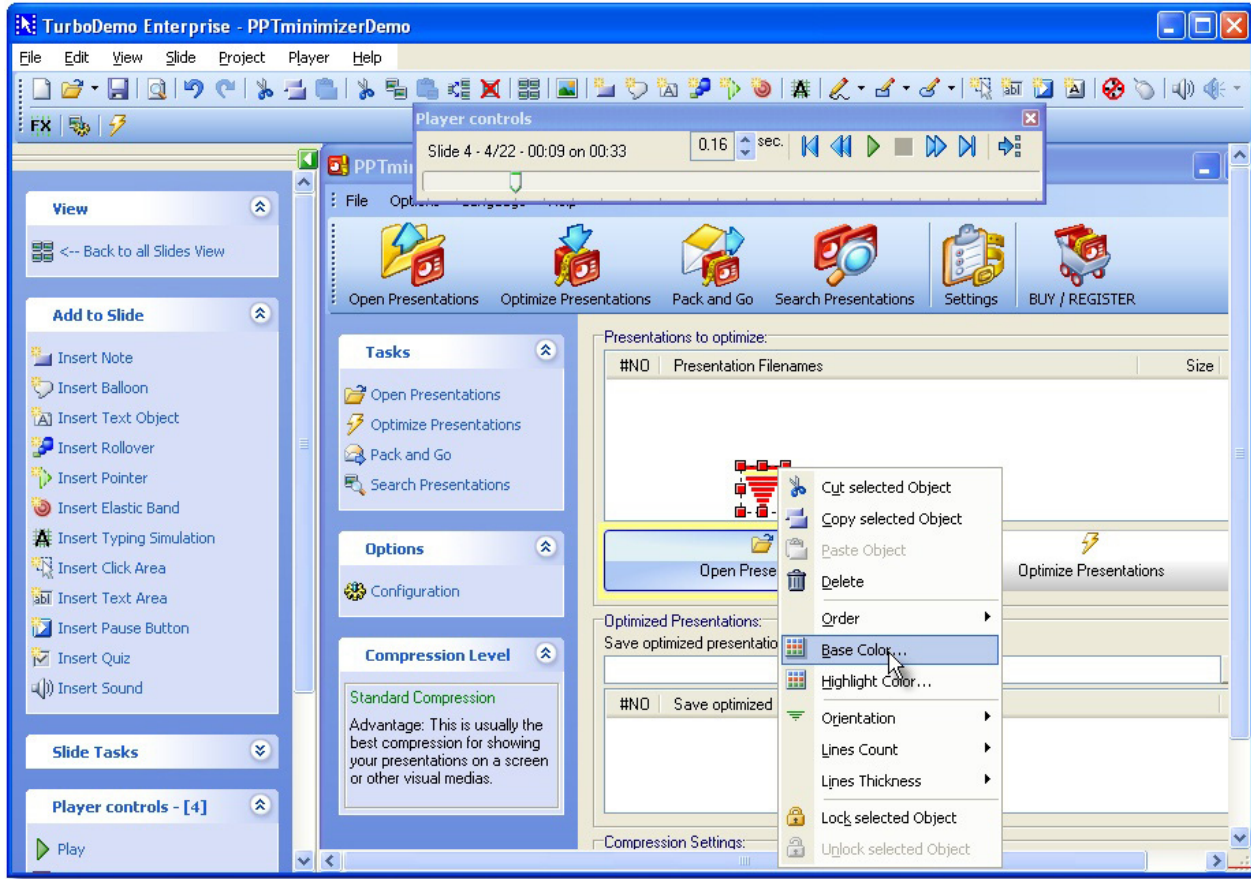 TurboDemo Enterprise - PPTminimizerDemo
File Edit View Slide Project Player Help
FX
Player controls
Slide 4 - 4/22 - 00:09 on 00:33
0.16 sec.
View
<-- Back to all Slides View
Add to Slide
Insert Note
Insert Balloon
Insert Text Object
Insert Rollover
Insert Pointer
Insert Elastic Band
Insert Typing Simulation
Insert Click Area
Insert Text Area
Insert Pause Button
Insert Quiz
Insert Sound
Slide Tasks
Player controls - [4]
Play
File
Open Presentations
Optimize Presentations
Pack and Go
Search Presentations
Settings
BUY / REGISTER
Tasks
Open Presentations
Optimize Presentations
Pack and Go
Search Presentations
Options
Configuration
Compression Level
Standard Compression
Advantage: This is usually the
best compression for showing
your presentations on a screen
or other visual medias.
Presentations to optimize:
#NO Presentation Filenames Size
Open Prese
Optimize Presentations
Optimized Presentations:
Save optimized presentatio
#NO Save optimized
Compression Settings:
Cut selected Object
Copy selected Object
Paste Object
Delete
Order
Base Color...
Highlight Color...
Orientation
Lines Count
Lines Thickness
Lock selected Object
Unlock selected Object